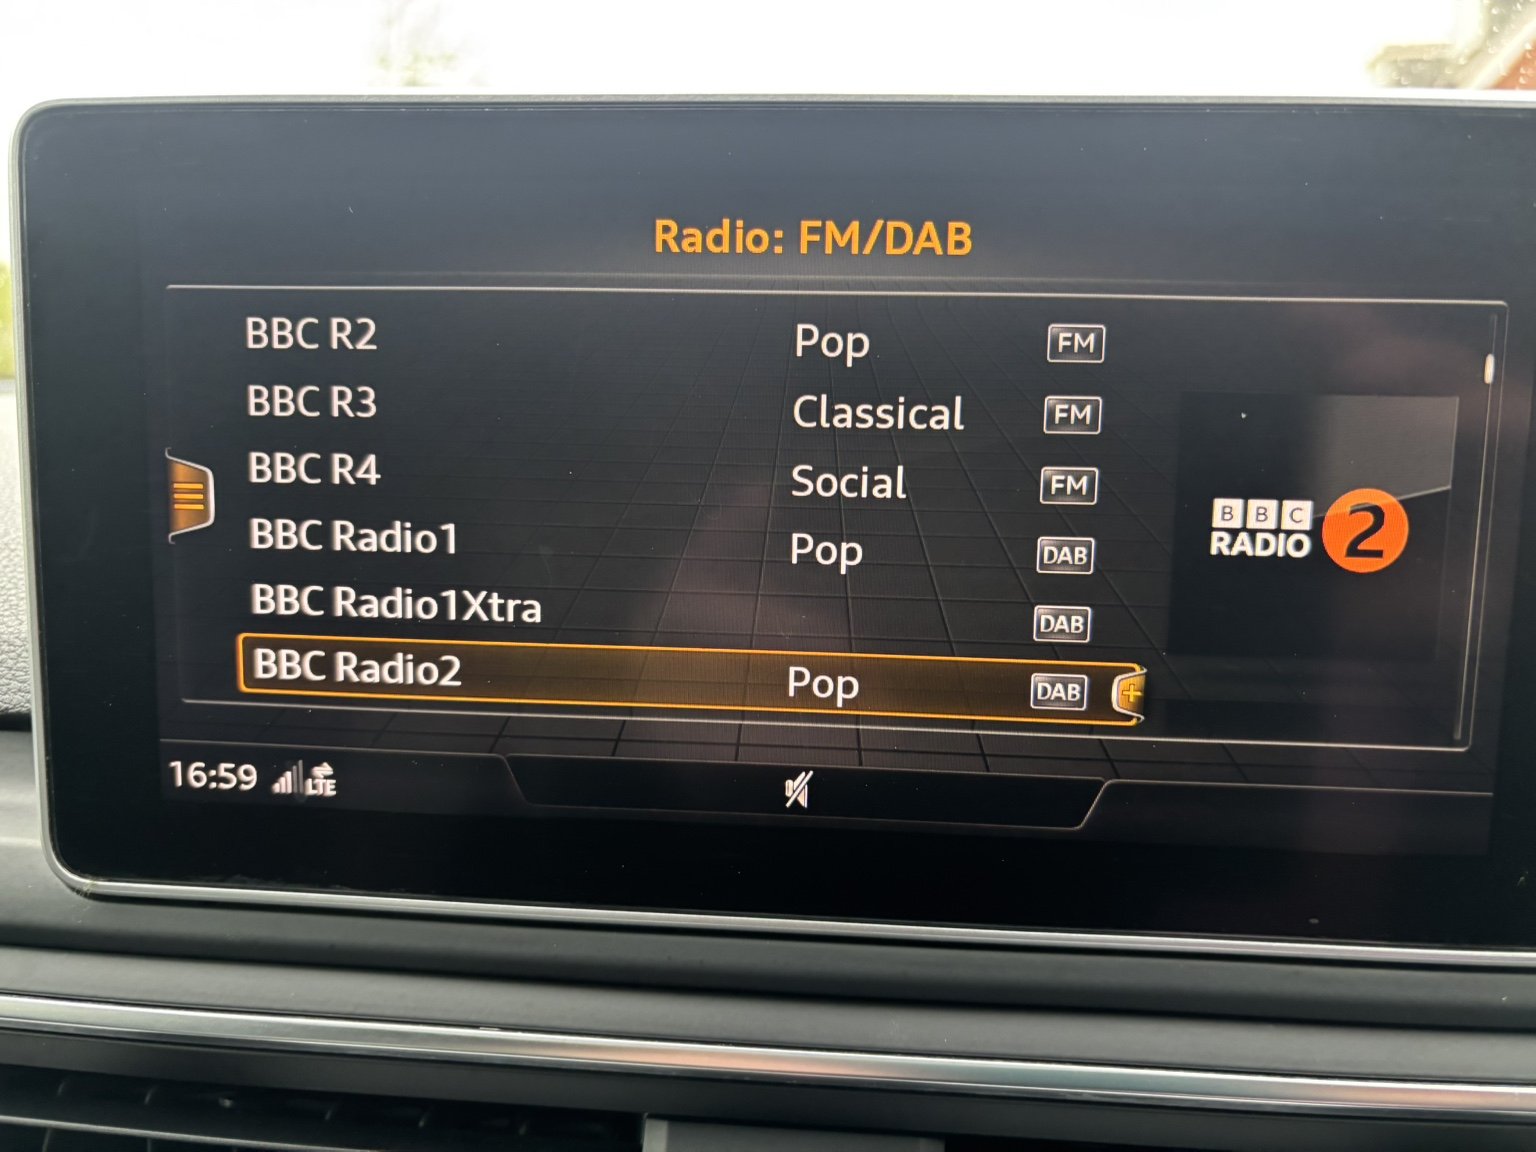 Radio: FM/DAB
BBC R2 Pop FM
BBC R3 Classical FM
BBC R4 Social FM
BBC Radio1 Pop DAB
BBC Radio1Xtra DAB
BBC Radio2 Pop DAB
BBC
RADIO 2
16:59 LTE